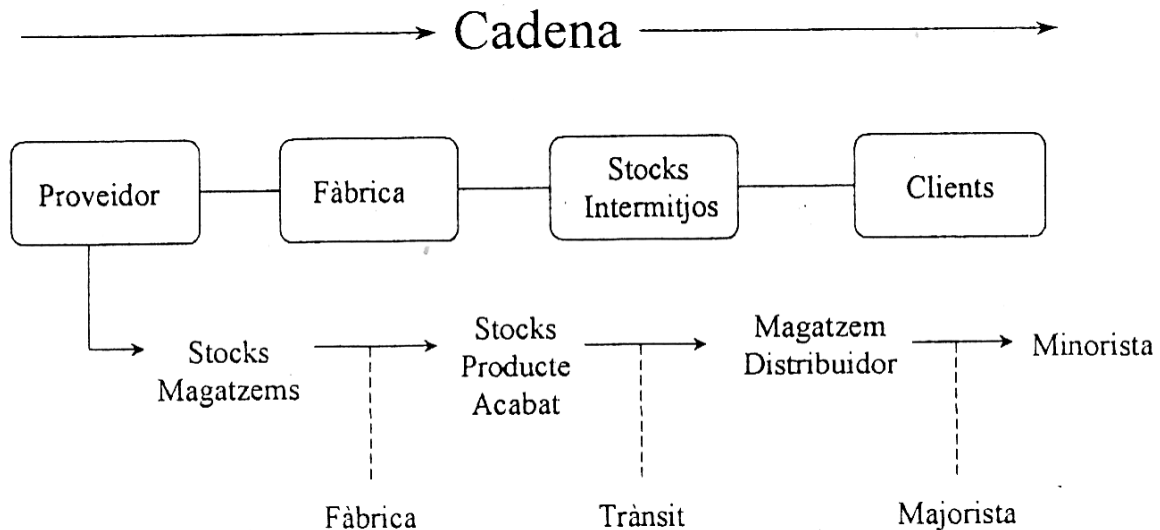 Cadena
Proveidor
Fàbrica
Stocks
Intermitjos
Clients
Stocks
Magatzems
Stocks
Producte
Acabat
Magatzem
Distribuidor
Minorista
Fàbrica
Trànsit
Majorista